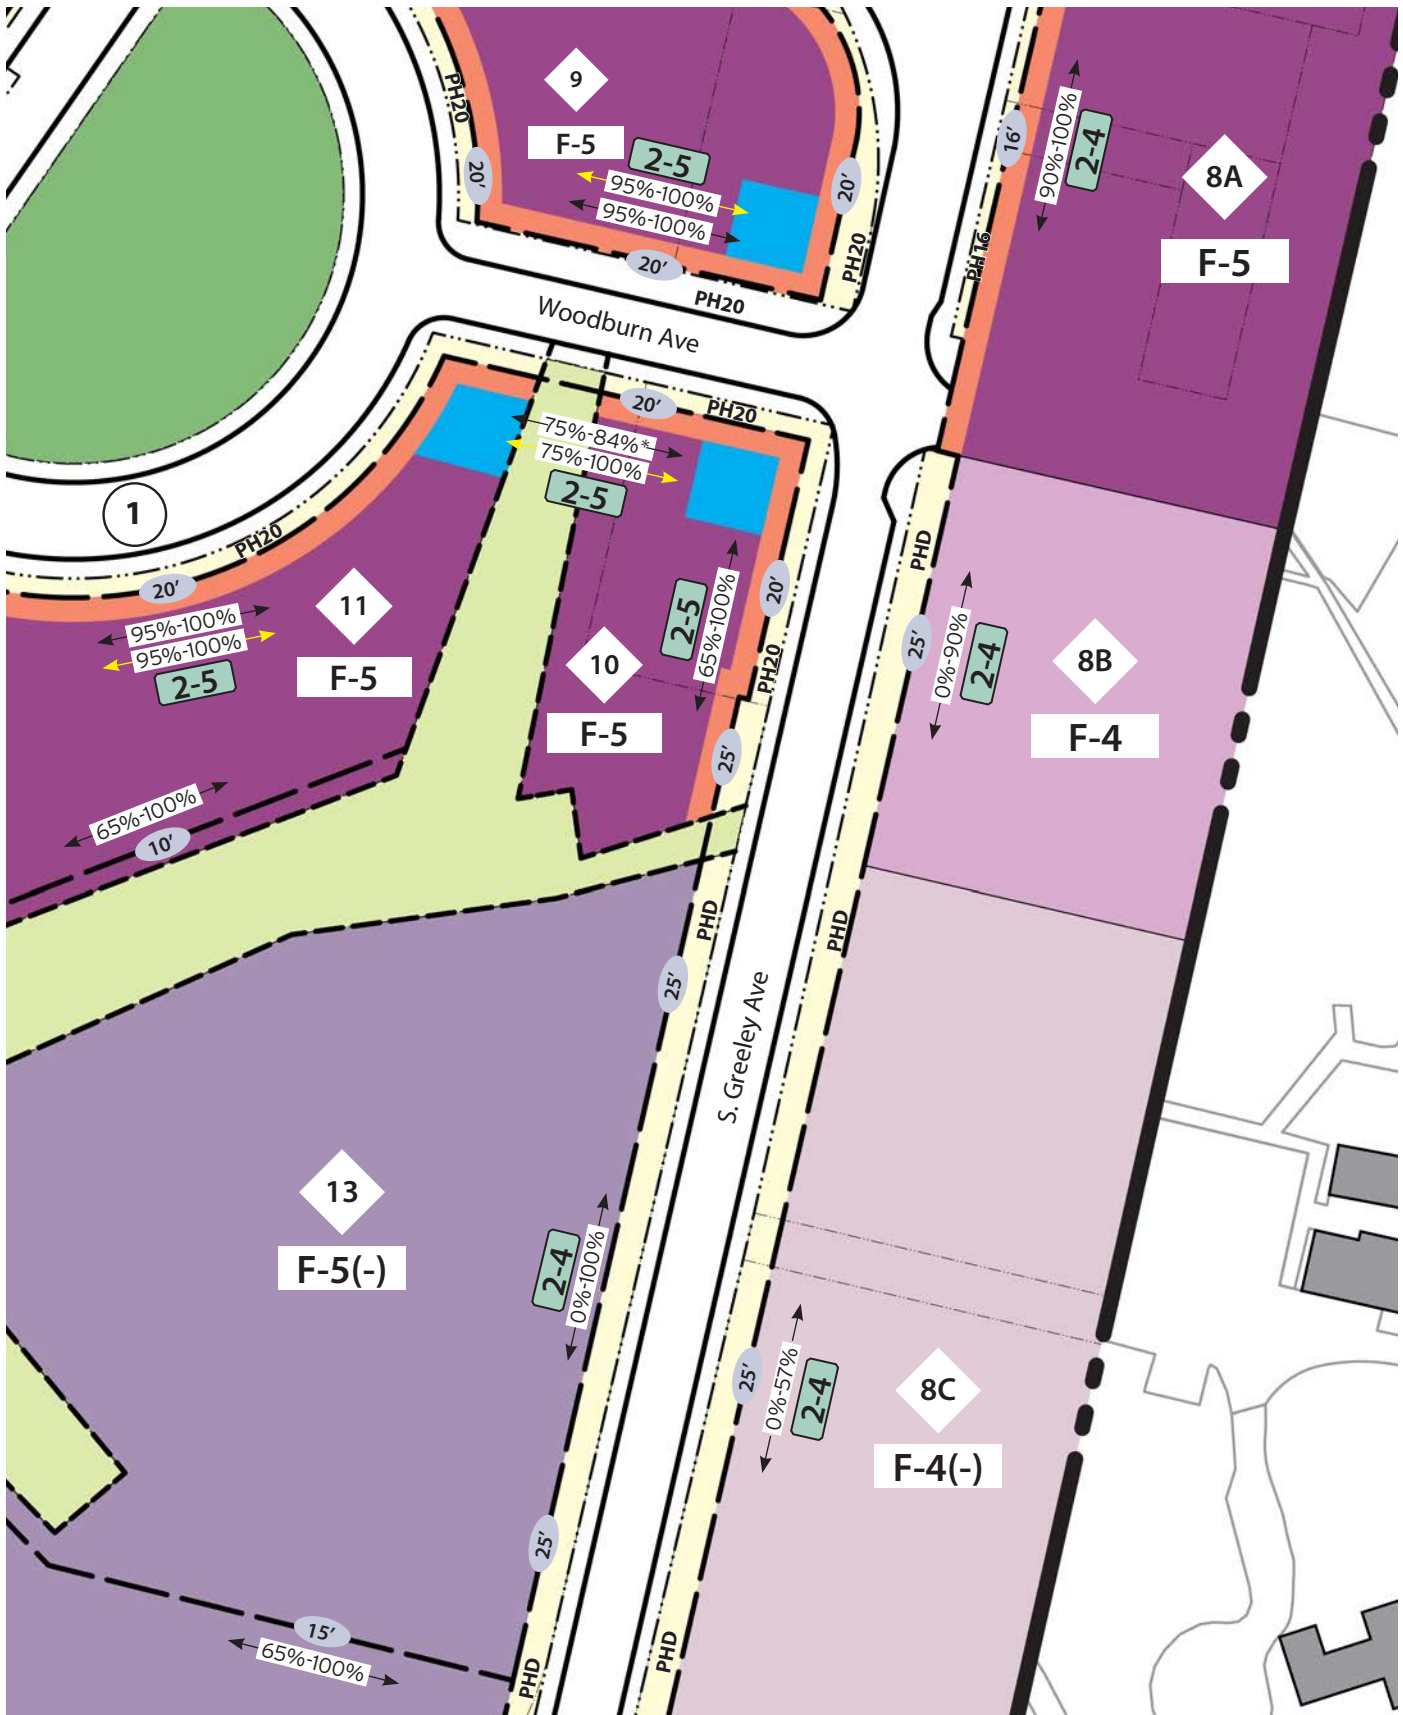 9
F-5
2-5
95%-100%
95%-100%
20'
PH20
PH20
20'
20'
PH20
16'
PH16
90%-100%
2-4
8A
F-5
Woodburn Ave
20'
PH20
75%-84%*
75%-100%
2-5
1
PH20
20'
95%-100%
95%-100%
2-5
11
F-5
65%-100%
10'
10
F-5
2-5
65%-100%
20'
PH20
25'
PHD
25'
0%-90%
2-4
8B
F-4
PHD
25'
PHD
S. Greeley Ave
13
F-5(-)
2-4
0%-100%
25'
0%-57%
2-4
8C
F-4(-)
25'
15'
65%-100%
PHD
PHD